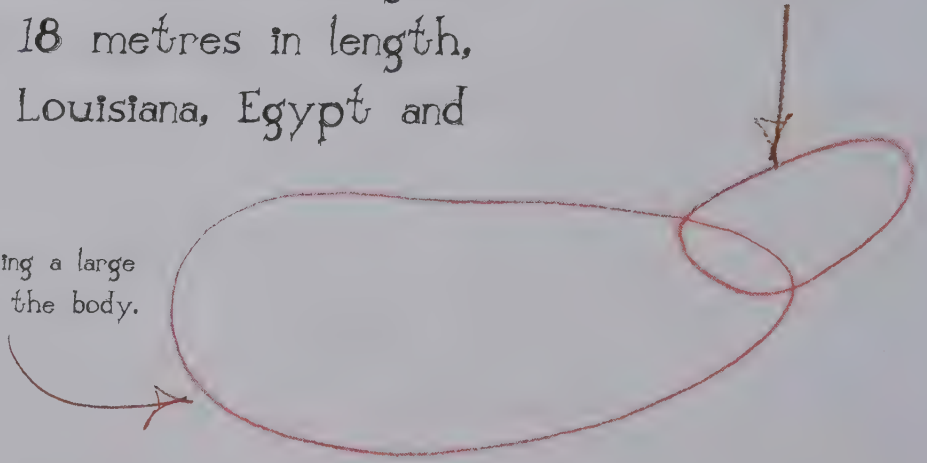 18 metres in length,
Louisiana, Egypt and
ing a large
the body.